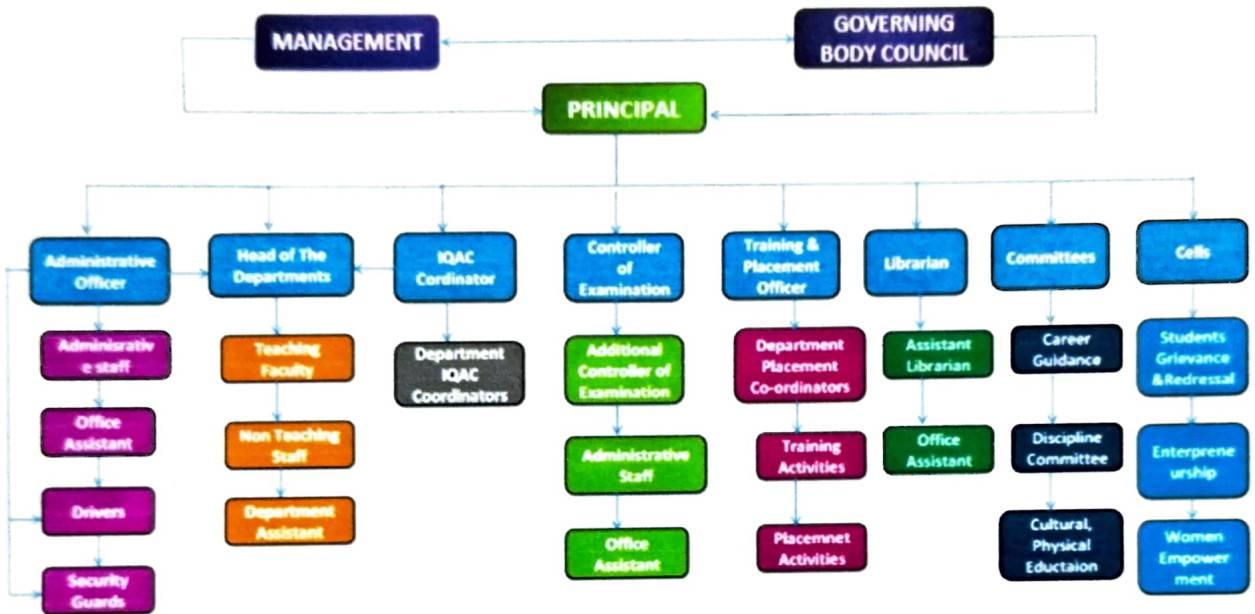 MANAGEMENT
GOVERNING
BODY COUNCIL
PRINCIPAL
Administrative
Officer
Head of The
Departments
IQAC
Cordinator
Controller
of
Examination
Training &
Placement
Officer
Librarian
Committees
Cells
Adminisrativ
e staff
Office
Assistant
Drivers
Security
Guards
Teaching
Faculty
Non Teaching
Staff
Department
Assistant
Department
IQAC
Coordinators
Additional
Controller of
Examination
Administrative
Staff
Office
Assistant
Department
Placement
Co-ordinators
Training
Activities
Placemnet
Activities
Assistant
Librarian
Office
Assistant
Career
Guidance
Discipline
Committee
Cultural,
Physical
Eductaion
Students
Grievance
&Redressal
Enterprene
urship
Women
Empower
ment